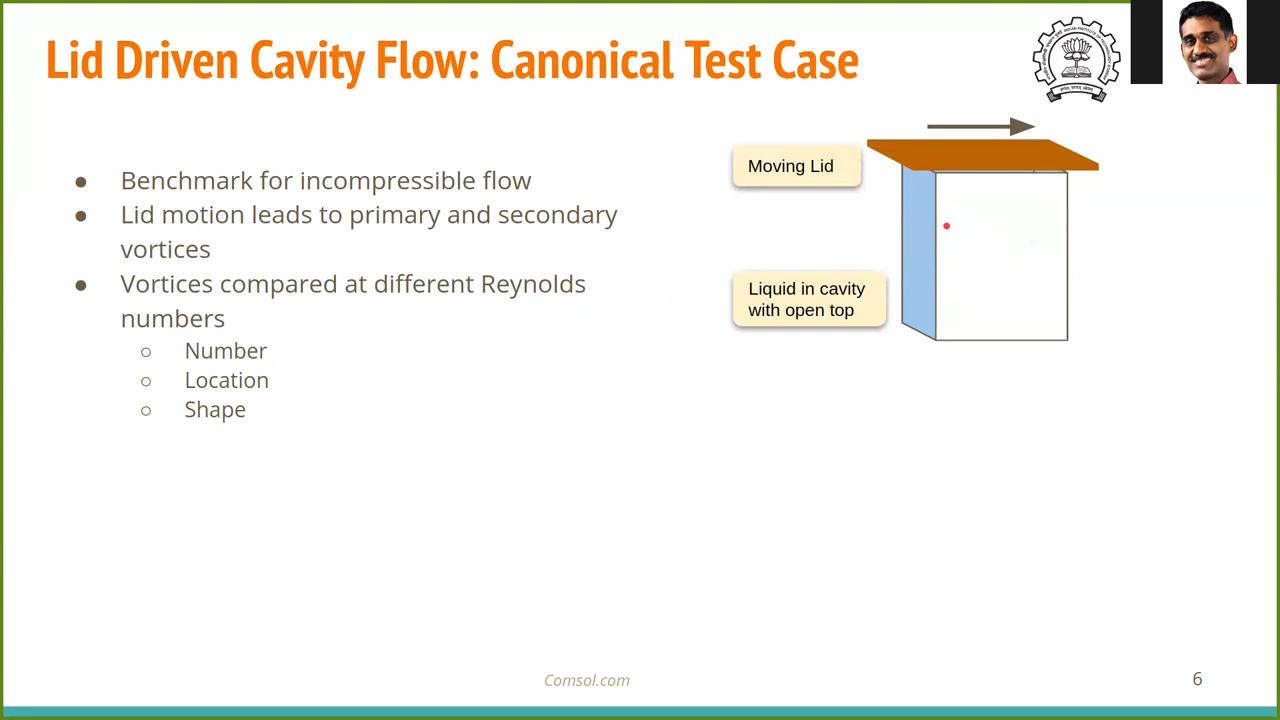 Lid Driven Cavity Flow: Canonical Test Case
● Benchmark for incompressible flow
● Lid motion leads to primary and secondary
vortices
● Vortices compared at different Reynolds
numbers
○ Number
○ Location
○ Shape
Moving Lid
Liquid in cavity
with open top
Comsol.com
6